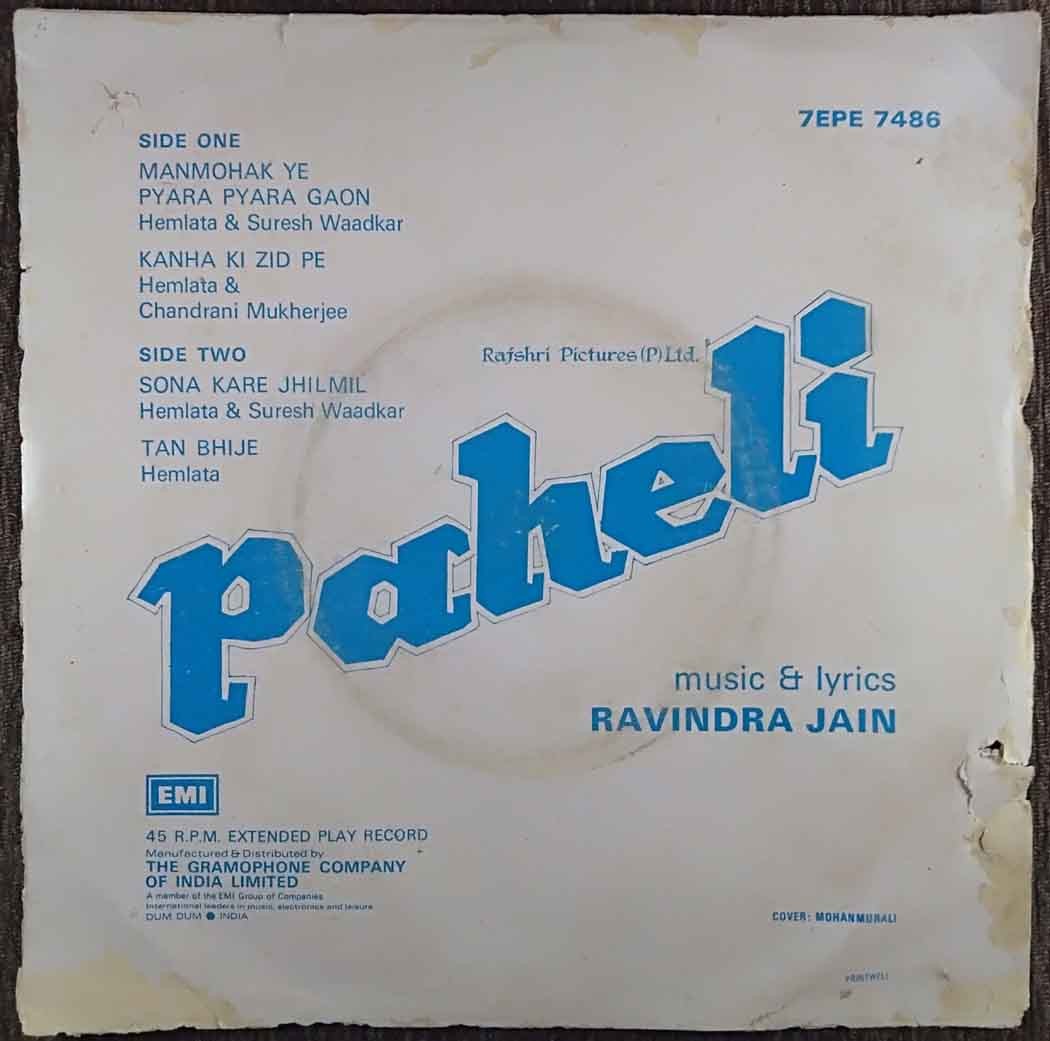 7EPE 7486
SIDE ONE
MANMOHAK YE
PYARA PYARA GAON
Hemlata & Suresh Waadkar
KANHA KI ZID PE
Hemlata &
Chandrani Mukherjee
SIDE TWO
SONA KARE JHILMIL
Hemlata & Suresh Waadkar
TAN BHIJE
Hemlata
Rajshri Pictures (P) Ltd.
paheli
music & lyrics
RAVINDRA JAIN
EMI
45 R.P.M. EXTENDED PLAY RECORD
Manufactured & Distributed by
THE GRAMOPHONE COMPANY
OF INDIA LIMITED
A member of the EMI Group of Companies
International leaders in music, electronics and leisure
DUM DUM ● INDIA
COVER: MOHANMURALI
PRINTWELL